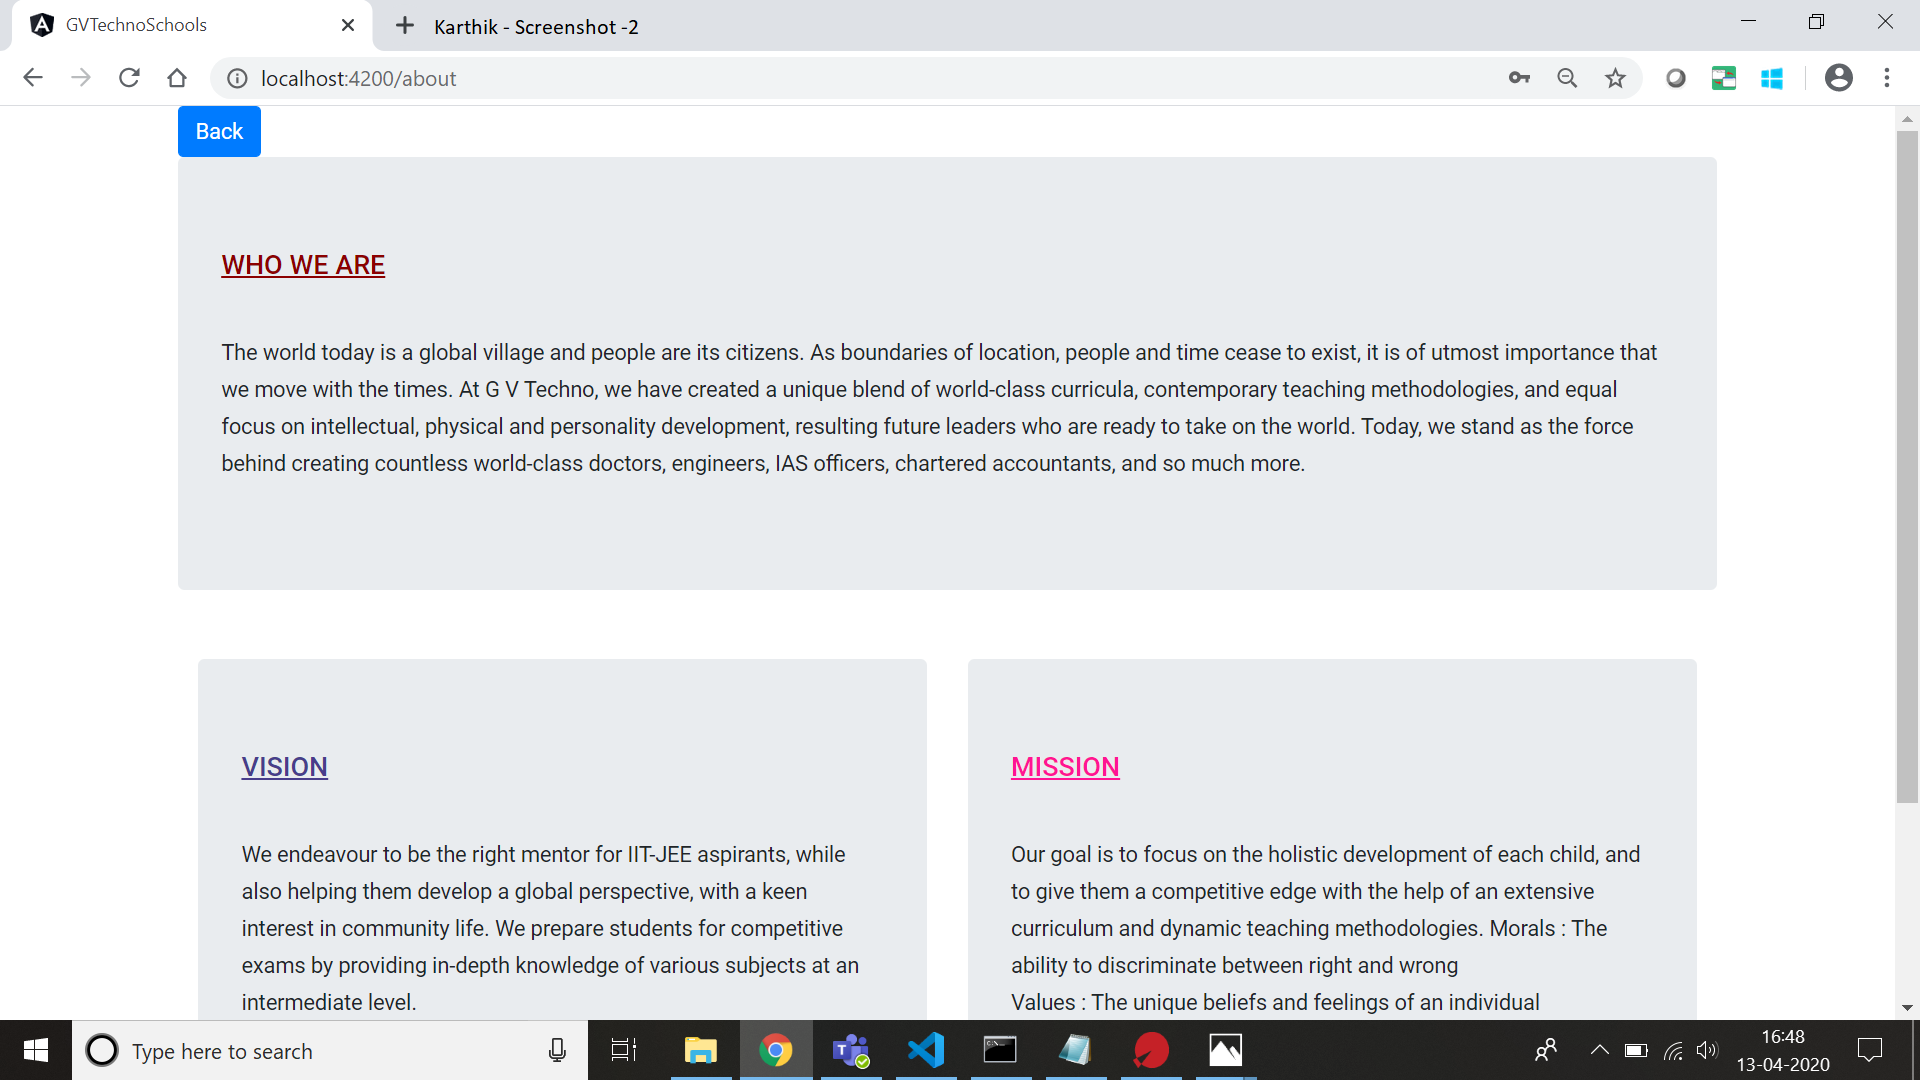 GVTechnoSchools
Karthik - Screenshot -2
localhost:4200/about
Back
WHO WE ARE
The world today is a global village and people are its citizens. As boundaries of location, people and time cease to exist, it is of utmost importance that
we move with the times. At G V Techno, we have created a unique blend of world-class curricula, contemporary teaching methodologies, and equal
focus on intellectual, physical and personality development, resulting future leaders who are ready to take on the world. Today, we stand as the force
behind creating countless world-class doctors, engineers, IAS officers, chartered accountants, and so much more.
VISION
We endeavour to be the right mentor for IIT-JEE aspirants, while
also helping them develop a global perspective, with a keen
interest in community life. We prepare students for competitive
exams by providing in-depth knowledge of various subjects at an
intermediate level.
MISSION
Our goal is to focus on the holistic development of each child, and
to give them a competitive edge with the help of an extensive
curriculum and dynamic teaching methodologies. Morals : The
ability to discriminate between right and wrong
Values : The unique beliefs and feelings of an individual
Type here to search
16:48
13-04-2020